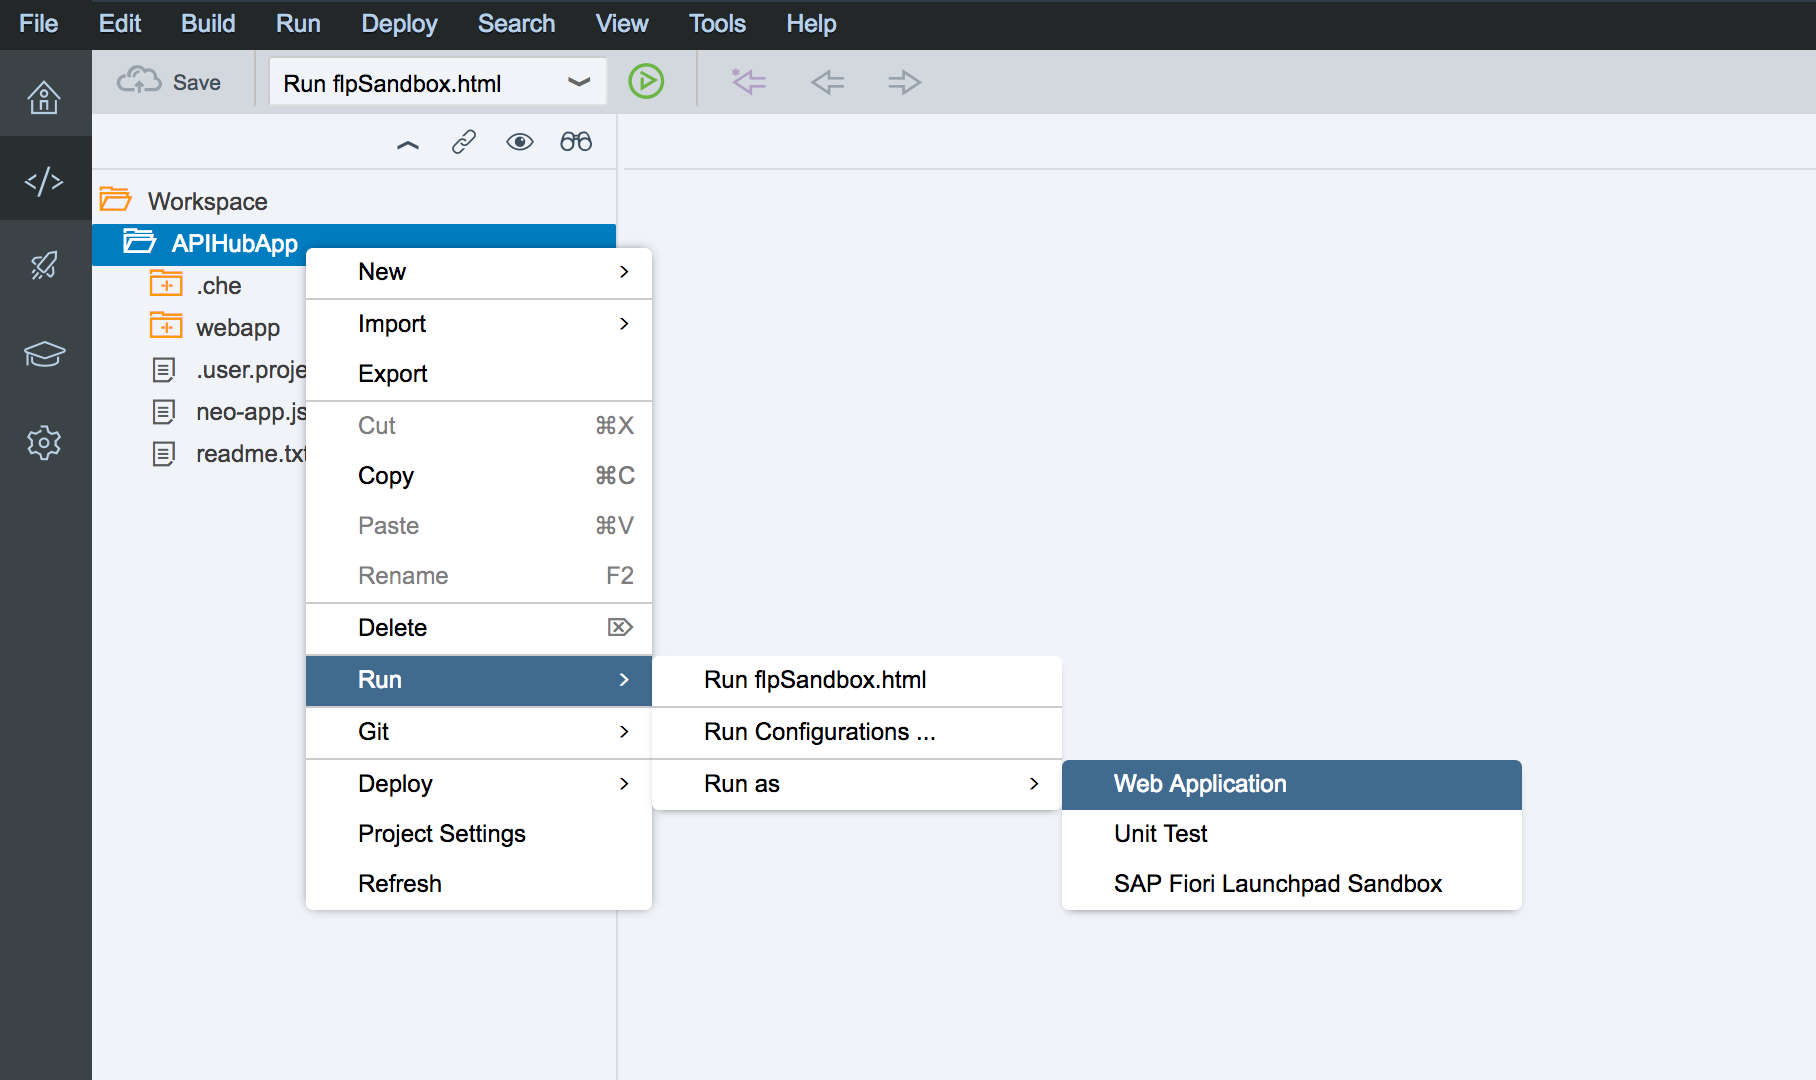 File Edit Build Run Deploy Search View Tools Help
Save Run flpSandbox.html
Workspace
APIHubApp
.che
webapp
.user.proje
neo-app.js
readme.txt
New
Import
Export
Cut ⌘X
Copy ⌘C
Paste ⌘V
Rename F2
Delete
Run
Git
Deploy
Project Settings
Refresh
Run flpSandbox.html
Run Configurations ...
Run as
Web Application
Unit Test
SAP Fiori Launchpad Sandbox